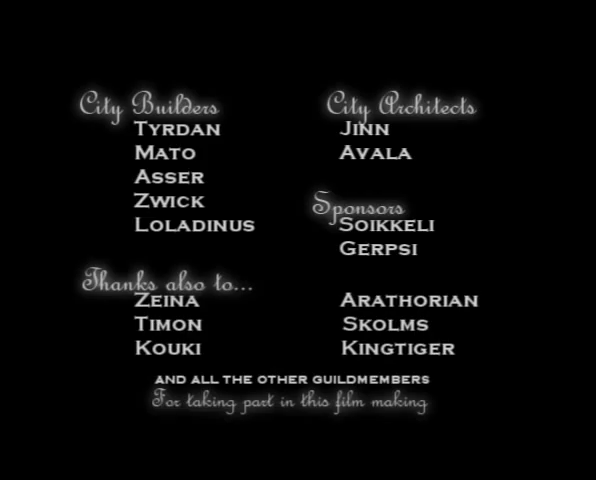 City Builders
Tyrdan
Mato
Asser
Zwick
Loladinus
City Architects
Jinn
Avala
Sponsors
Soikkeli
Gerpsi
Thanks also to...
Zeina
Timon
Kouki
Arathorian
Skolms
Kingtiger
and all the other guildmembers
For taking part in this film making